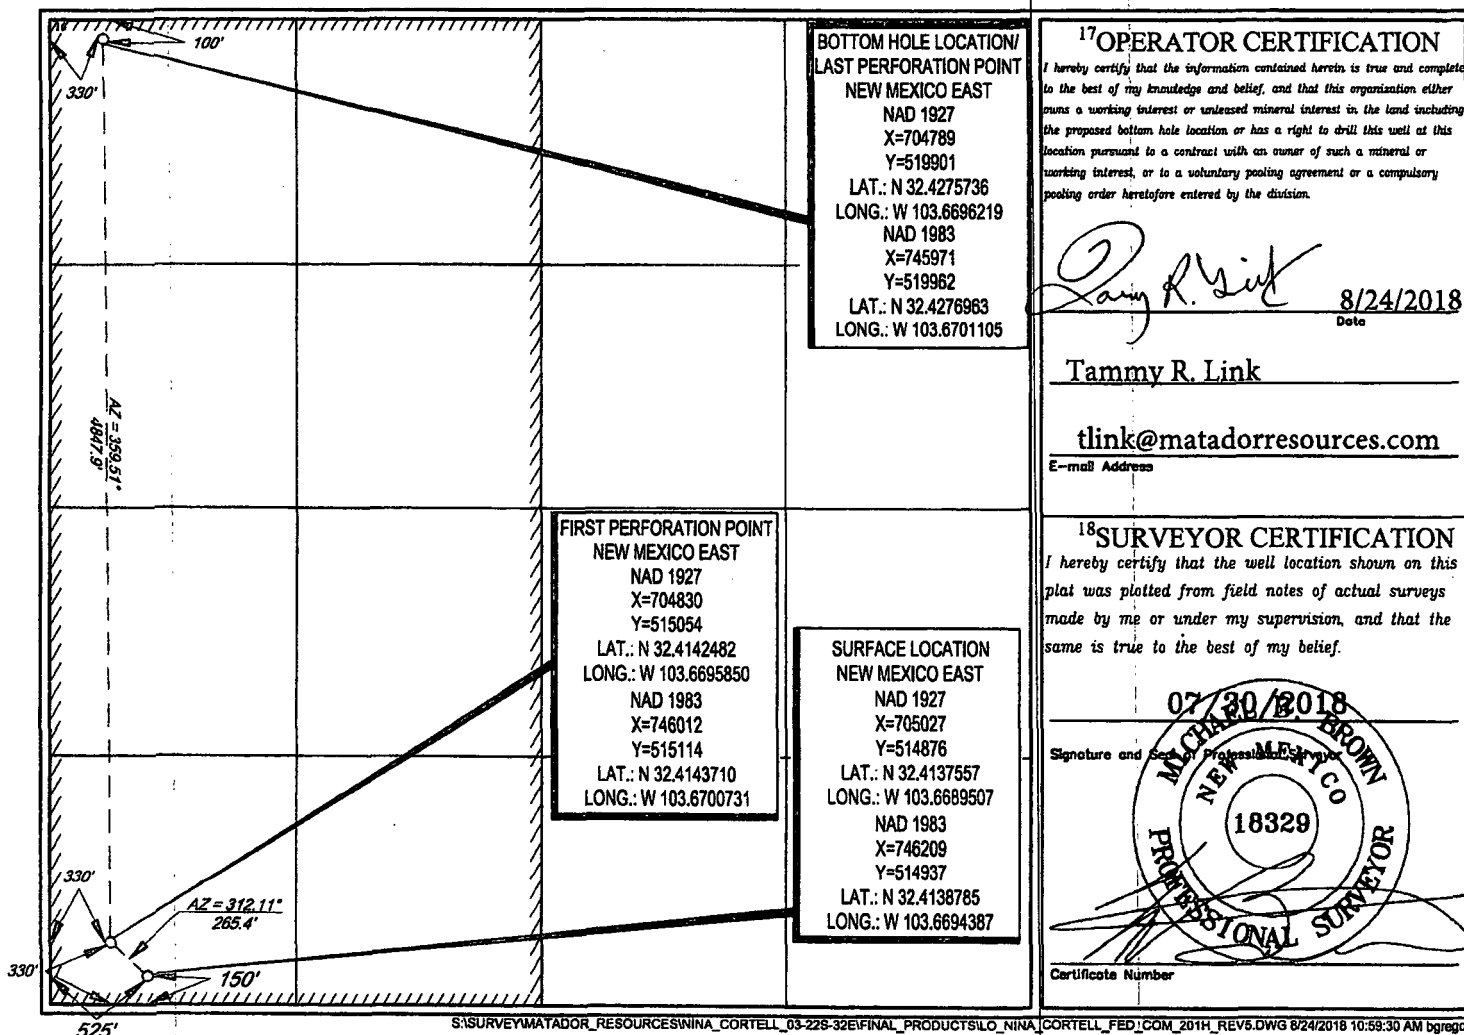 100'
330'
AZ = 359.51°
4847.9'
330'
AZ = 312.11°
265.4'
330'
150'
525'
BOTTOM HOLE LOCATION/
LAST PERFORATION POINT
NEW MEXICO EAST
NAD 1927
X=704789
Y=519901
LAT.: N 32.4275736
LONG.: W 103.6696219
NAD 1983
X=745971
Y=519962
LAT.: N 32.4276963
LONG.: W 103.6701105
FIRST PERFORATION POINT
NEW MEXICO EAST
NAD 1927
X=704830
Y=515054
LAT.: N 32.4142482
LONG.: W 103.6695850
NAD 1983
X=746012
Y=515114
LAT.: N 32.4143710
LONG.: W 103.6700731
SURFACE LOCATION
NEW MEXICO EAST
NAD 1927
X=705027
Y=514876
LAT.: N 32.4137557
LONG.: W 103.6689507
NAD 1983
X=746209
Y=514937
LAT.: N 32.4138785
LONG.: W 103.6694387
17OPERATOR CERTIFICATION
I hereby certify that the information contained herein is true and complete
to the best of my knowledge and belief, and that this organization either
owns a working interest or unleased mineral interest in the land including
the proposed bottom hole location or has a right to drill this well at this
location pursuant to a contract with an owner of such a mineral or
working interest, or to a voluntary pooling agreement or a compulsory
pooling order heretofore entered by the division.
8/24/2018
Date
Tammy R. Link
tlink@matadorresources.com
E-mail Address
18SURVEYOR CERTIFICATION
I hereby certify that the well location shown on this
plat was plotted from field notes of actual surveys
made by me or under my supervision, and that the
same is true to the best of my belief.
07/30/2018
Signature and Seal of Professional Surveyor
MICHAEL B. BROWN
NEW MEXICO
18329
PROFESSIONAL SURVEYOR
Certificate Number
S:\SURVEY\MATADOR_RESOURCES\NINA_CORTELL_03-22S-32E\FINAL_PRODUCTS\LO_NINA_CORTELL_FED_COM_201H_REV5.DWG 8/24/2018 10:59:30 AM